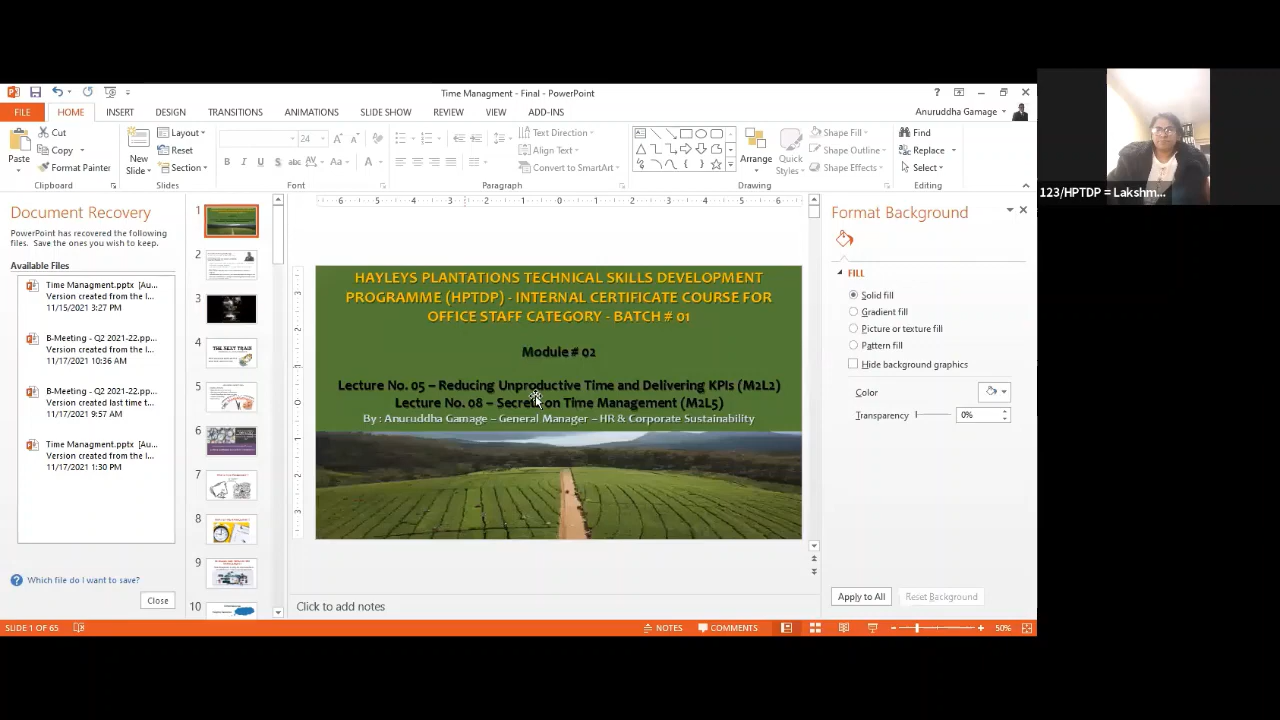 Time Managment - Final - PowerPoint
FILE HOME INSERT DESIGN TRANSITIONS ANIMATIONS SLIDE SHOW REVIEW VIEW ADD-INS
Anuruddha Gamage
Paste
Cut
Copy
Format Painter
Clipboard
New
Slide
Layout
Reset
Section
Slides
24
Font
Text Direction
Align Text
Convert to SmartArt
Paragraph
Arrange
Quick
Styles
Shape Fill
Shape Outline
Shape Effects
Drawing
Find
Replace
Select
Editing
123/HPTDP = Lakshm...
Document Recovery
PowerPoint has recovered the following
files. Save the ones you wish to keep.
Available Files
Time Managment.pptx [Au...
Version created from the l...
11/15/2021 3:27 PM
B-Meeting - Q2 2021-22.pp...
Version created from the l...
11/17/2021 10:36 AM
B-Meeting - Q2 2021-22.pp...
Version created last time t...
11/17/2021 9:57 AM
Time Managment.pptx [Au...
Version created from the l...
11/17/2021 1:30 PM
Which file do I want to save?
Close
1
2
3
4
5
6
7
8
9
10
HAYLEYS PLANTATIONS TECHNICAL SKILLS DEVELOPMENT
PROGRAMME (HPTDP) - INTERNAL CERTIFICATE COURSE FOR
OFFICE STAFF CATEGORY - BATCH # 01
Module # 02
Lecture No. 05 – Reducing Unproductive Time and Delivering KPIs (M2L2)
Lecture No. 08 – Secrets on Time Management (M2L5)
By : Anuruddha Gamage – General Manager – HR & Corporate Sustainability
Click to add notes
Format Background
FILL
Solid fill
Gradient fill
Picture or texture fill
Pattern fill
Hide background graphics
Color
Transparency 0%
Apply to All Reset Background
SLIDE 1 OF 65
NOTES COMMENTS 50%